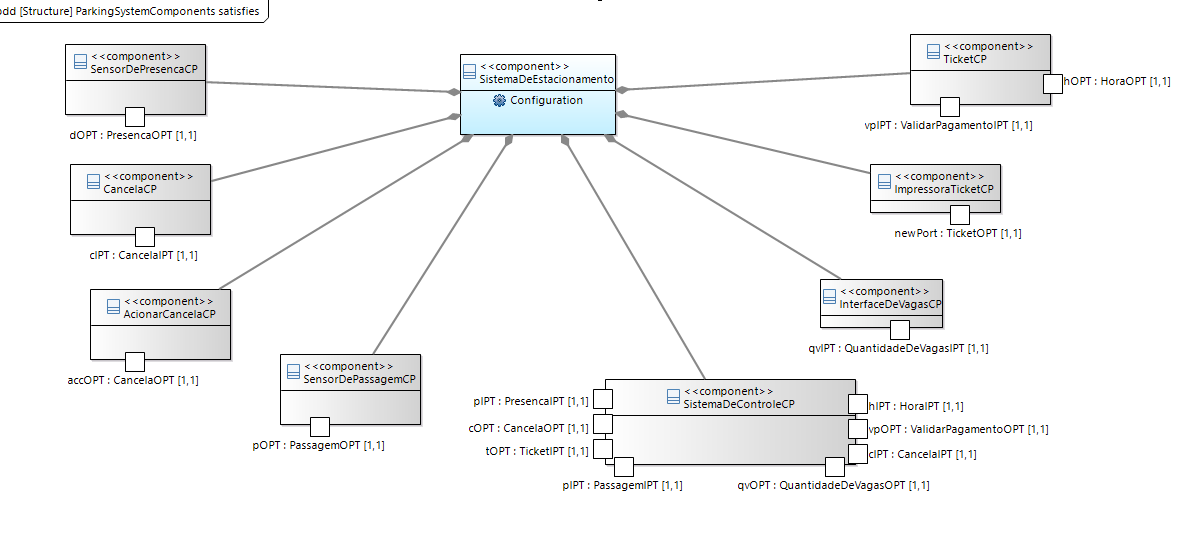 bdd [Structure] ParkingSystemComponents satisfies
<<component>>
SensorDePresencaCP
dOPT : PresencaOPT [1,1]
<<component>>
SistemaDeEstacionamento
Configuration
<<component>>
TicketCP
hOPT : HoraOPT [1,1]
vpIPT : ValidarPagamentoIPT [1,1]
<<component>>
CancelaCP
cIPT : CancelaIPT [1,1]
<<component>>
ImpressoraTicketCP
newPort : TicketOPT [1,1]
<<component>>
AcionarCancelaCP
accOPT : CancelaOPT [1,1]
<<component>>
InterfaceDeVagasCP
qvIPT : QuantidadeDeVagasIPT [1,1]
<<component>>
SensorDePassagemCP
pOPT : PassagemOPT [1,1]
<<component>>
SistemaDeControleCP
pIPT : PresencaIPT [1,1]
cOPT : CancelaOPT [1,1]
tOPT : TicketIPT [1,1]
hIPT : HoraIPT [1,1]
vpOPT : ValidarPagamentoOPT [1,1]
cIPT : CancelaIPT [1,1]
pIPT : PassagemIPT [1,1]
qvOPT : QuantidadeDeVagasOPT [1,1]